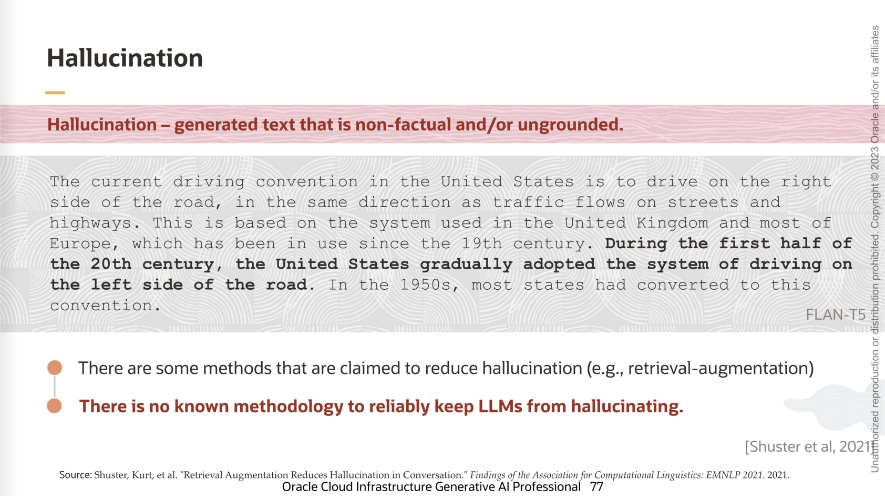 Hallucination
Hallucination – generated text that is non-factual and/or ungrounded.
The current driving convention in the United States is to drive on the right
side of the road, in the same direction as traffic flows on streets and
highways. This is based on the system used in the United Kingdom and most of
Europe, which has been in use since the 19th century. During the first half of
the 20th century, the United States gradually adopted the system of driving on
the left side of the road. In the 1950s, most states had converted to this
convention.
FLAN-T5
There are some methods that are claimed to reduce hallucination (e.g., retrieval-augmentation)
There is no known methodology to reliably keep LLMs from hallucinating.
[Shuster et al, 2021]
Source: Shuster, Kurt, et al. "Retrieval Augmentation Reduces Hallucination in Conversation." Findings of the Association for Computational Linguistics: EMNLP 2021. 2021.
Oracle Cloud Infrastructure Generative AI Professional 77
Unauthorized reproduction or distribution prohibited. Copyright © 2023 Oracle and/or its affiliates